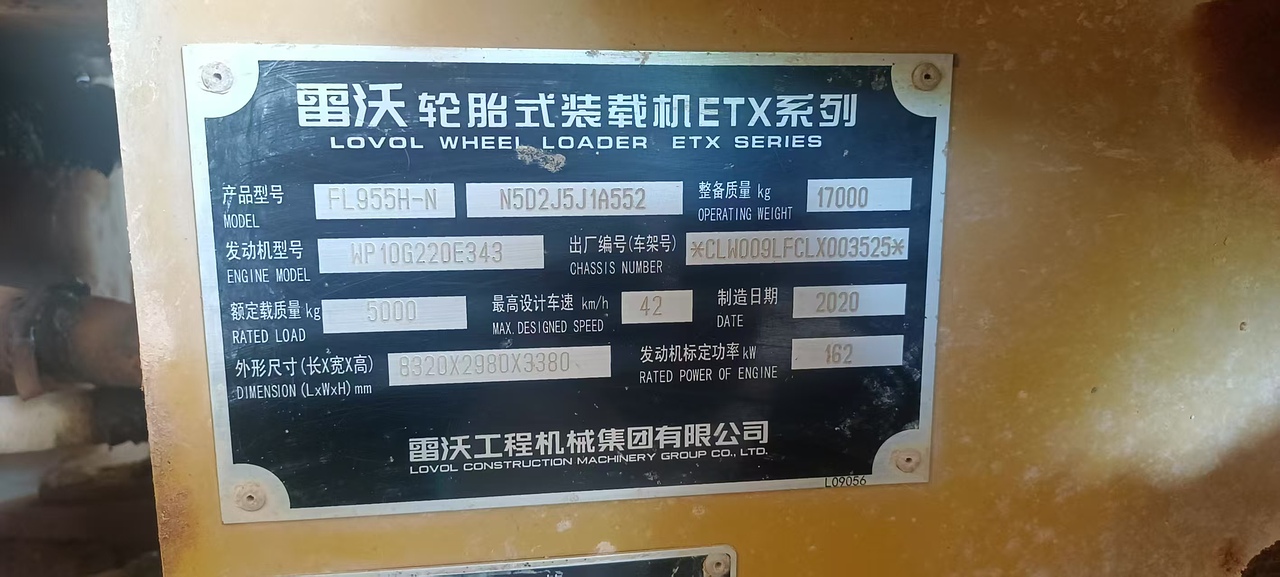 雷沃 轮胎式装载机ETX系列
LOVOL WHEEL LOADER ETX SERIES
产品型号 FL955H-N N5D2J5J1A552 整备质量 kg 17000
MODEL OPERATING WEIGHT
发动机型号 WP10G220E343 出厂编号(车架号) *CLW009LFCLX003525*
ENGINE MODEL CHASSIS NUMBER
额定载质量 kg 5000 最高设计车速 km/h 42 制造日期 2020
RATED LOAD MAX.DESIGNED SPEED DATE
外形尺寸(长X宽X高) 8320X2980X3380 发动机标定功率 kW 162
DIMENSION (LxWxH) mm RATED POWER OF ENGINE
雷沃工程机械集团有限公司
LOVOL CONSTRUCTION MACHINERY GROUP CO., LTD.
L09056